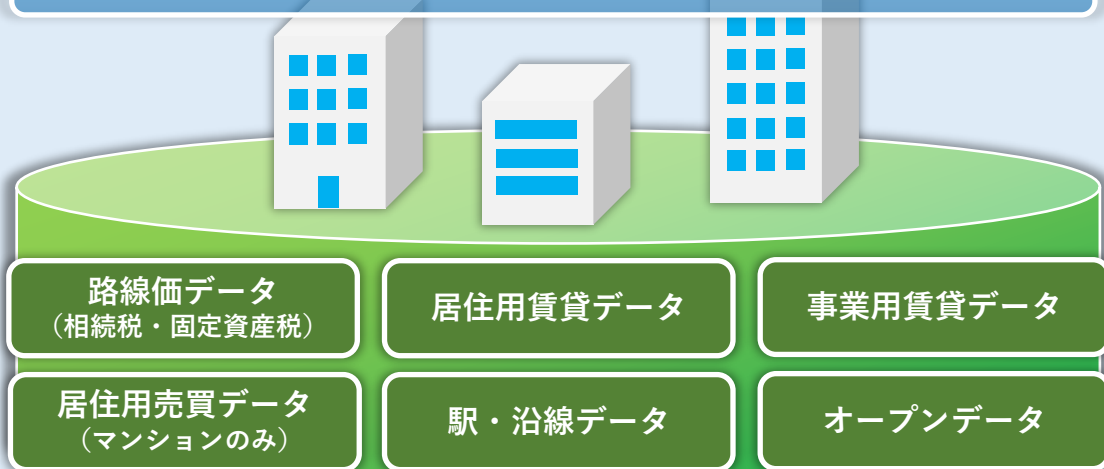 路線価データ
（相続税・固定資産税）
居住用賃貸データ
事業用賃貸データ
居住用売買データ
（マンションのみ）
駅・沿線データ
オープンデータ